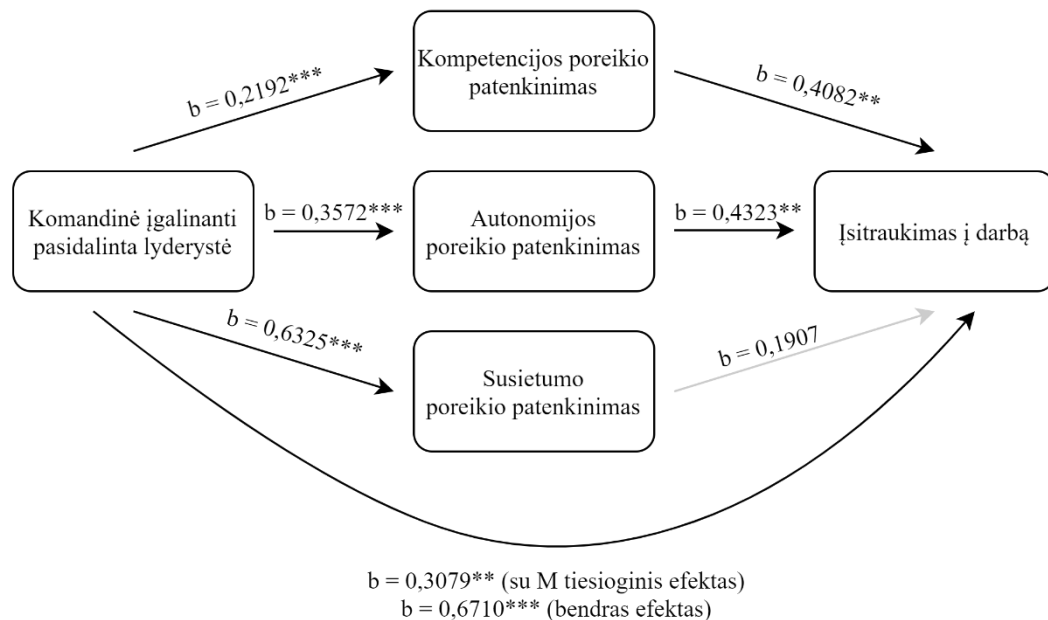 Kompetencijos poreikio
patenkinimas
b = 0,2192***
b = 0,4082**
Komandinė įgalinanti
pasidalinta lyderystė
b = 0,3572***
Autonomijos
poreikio patenkinimas
b = 0,4323**
Įsitraukimas į darbą
b = 0,6325***
Susietumo
poreikio patenkinimas
b = 0,1907
b = 0,3079** (su M tiesioginis efektas)
b = 0,6710*** (bendras efektas)